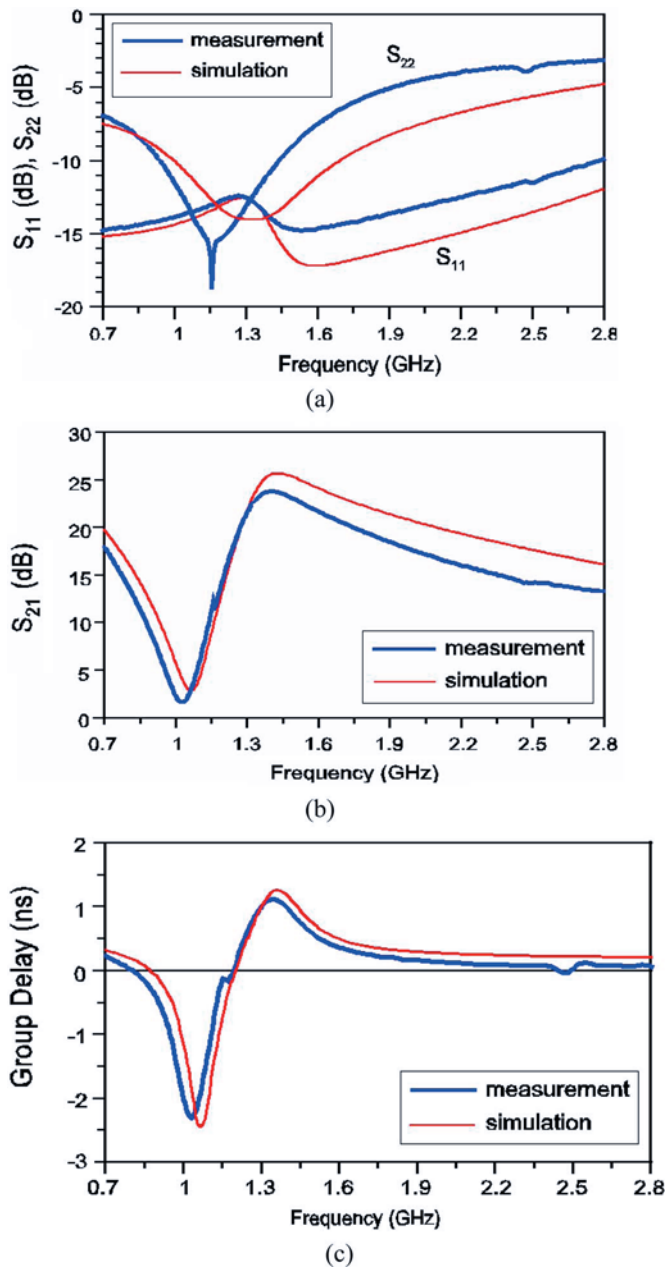 0
-5
-10
-15
-20
S11 (dB), S22 (dB)
measurement
simulation
S22
S11
0.7 1 1.3 1.6 1.9 2.2 2.5 2.8
Frequency (GHz)
(a)
30
25
20
15
10
5
0
S21 (dB)
measurement
simulation
0.7 1 1.3 1.6 1.9 2.2 2.5 2.8
Frequency (GHz)
(b)
2
1
0
-1
-2
-3
Group Delay (ns)
measurement
simulation
0.7 1 1.3 1.6 1.9 2.2 2.5 2.8
Frequency (GHz)
(c)